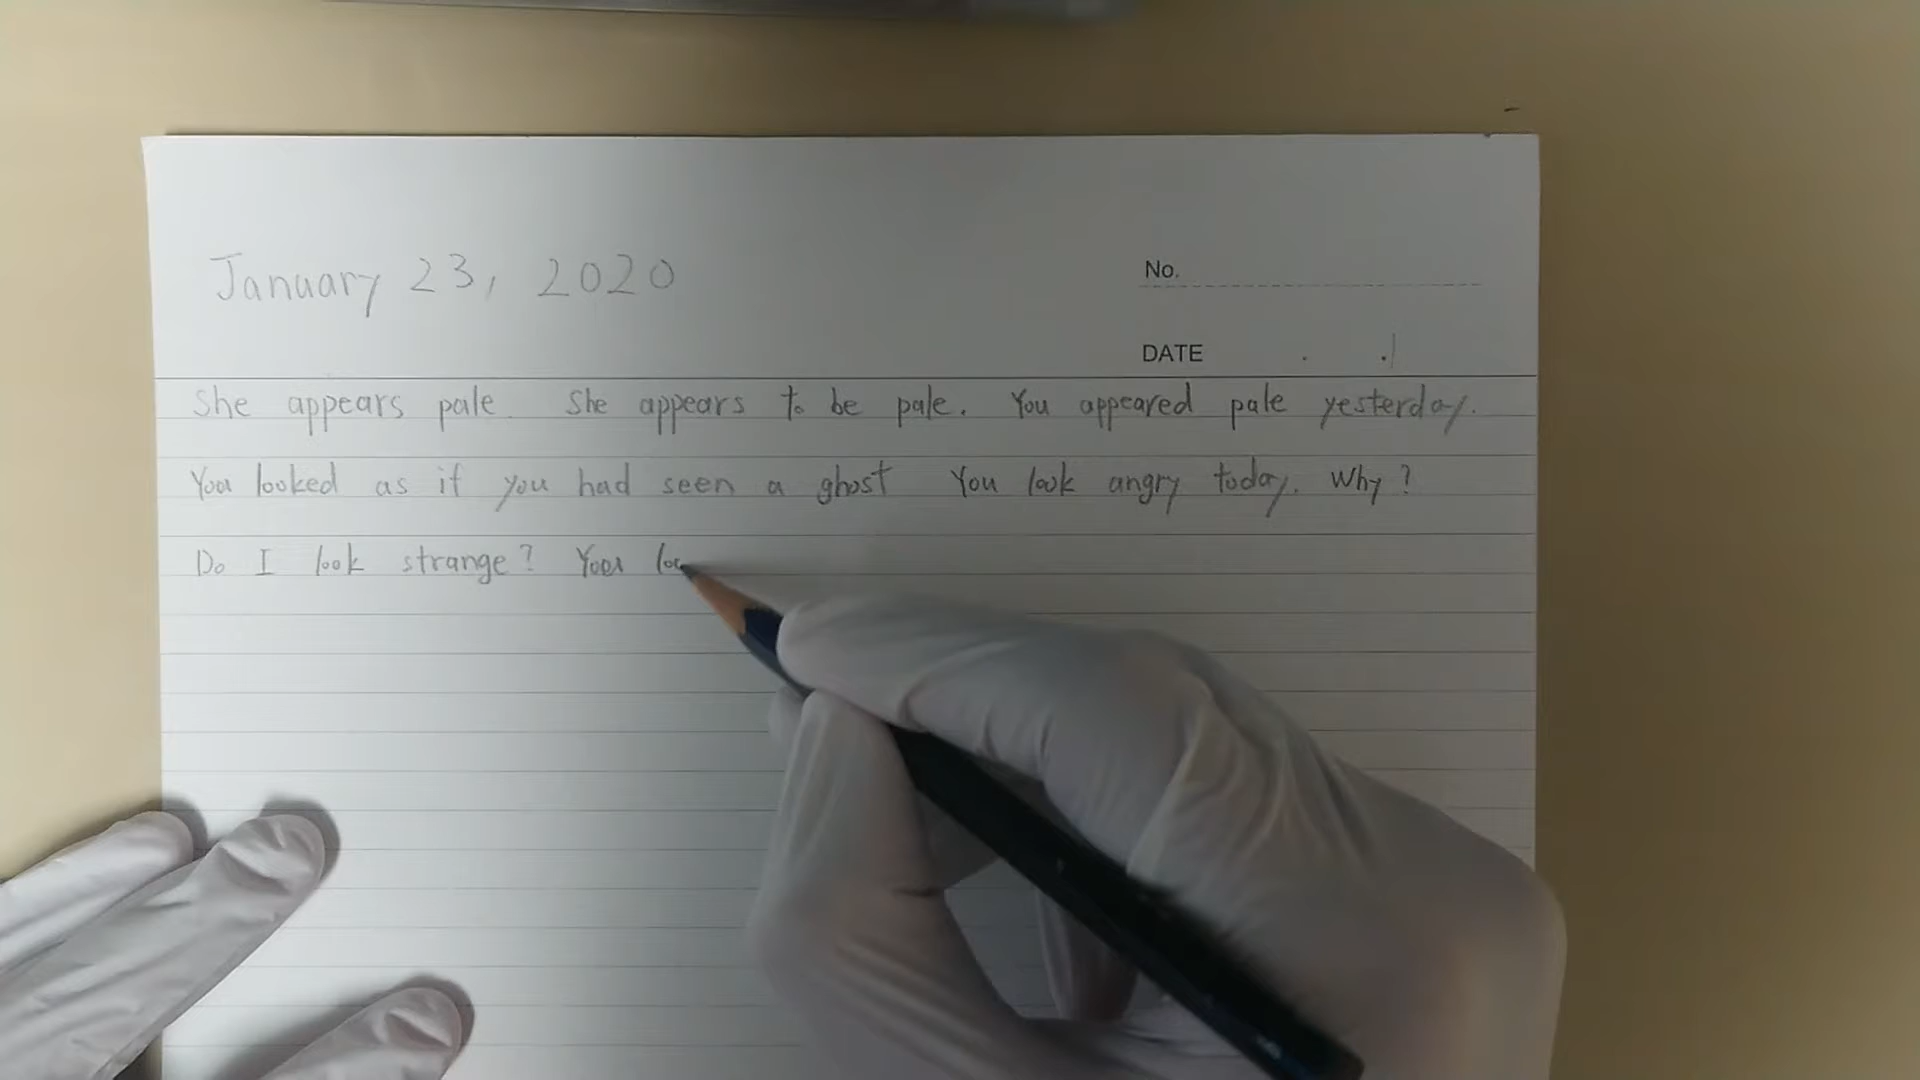 January 23, 2020
No.
DATE . .
She appears pale. She appears to be pale. You appeared pale yesterday.
You looked as if you had seen a ghost You look angry today. Why?
Do I look strange? You loo